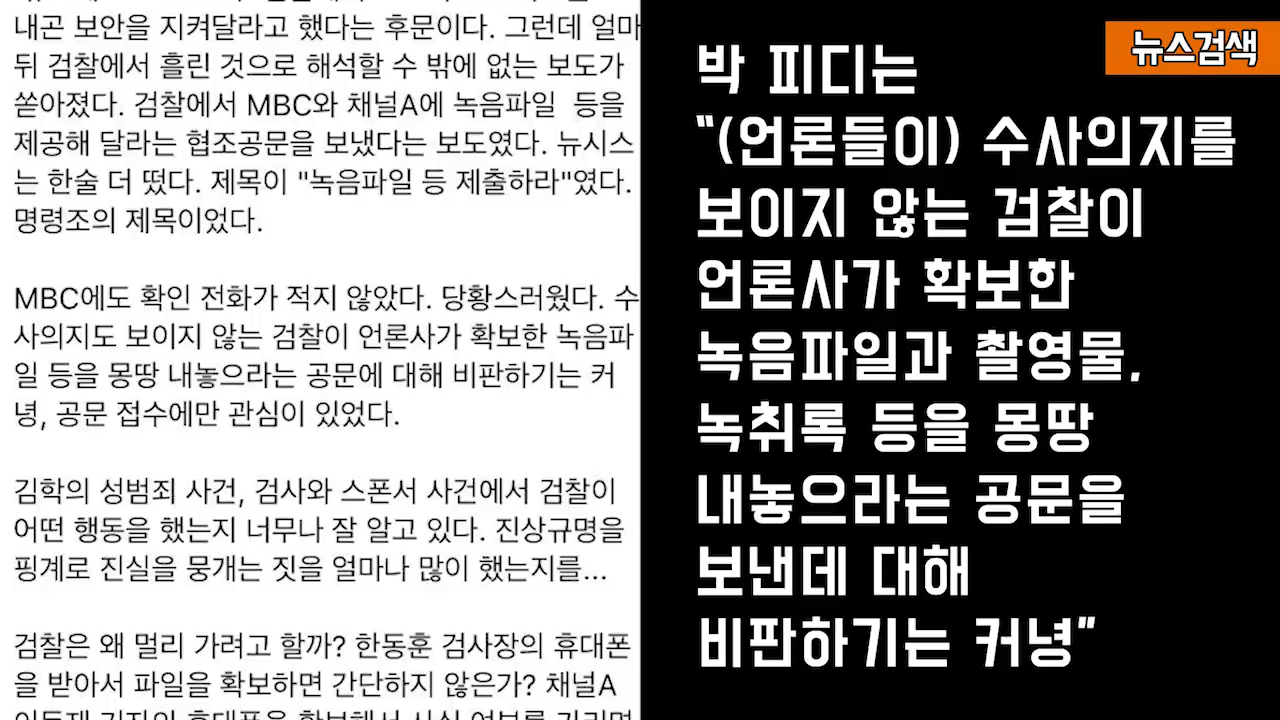 내곤 보안을 지켜달라고 했다는 후문이다. 그런데 얼마
뒤 검찰에서 흘린 것으로 해석할 수 밖에 없는 보도가
쏟아졌다. 검찰에서 MBC와 채널A에 녹음파일 등을
제공해 달라는 협조공문을 보냈다는 보도였다. 뉴시스
는 한술 더 떴다. 제목이 "녹음파일 등 제출하라"였다.
명령조의 제목이었다.
MBC에도 확인 전화가 적지 않았다. 당황스러웠다. 수
사의지도 보이지 않는 검찰이 언론사가 확보한 녹음파
일 등을 몽땅 내놓으라는 공문에 대해 비판하기는 커
녕, 공문 접수에만 관심이 있었다.
김학의 성범죄 사건, 검사와 스폰서 사건에서 검찰이
어떤 행동을 했는지 너무나 잘 알고 있다. 진상규명을
핑계로 진실을 뭉개는 짓을 얼마나 많이 했는지를...
검찰은 왜 멀리 가려고 할까? 한동훈 검사장의 휴대폰
을 받아서 파일을 확보하면 간단하지 않은가? 채널A
뉴스검색
박 피디는
"(언론들이) 수사의지를
보이지 않는 검찰이
언론사가 확보한
녹음파일과 촬영물,
녹취록 등을 몽땅
내놓으라는 공문을
보낸데 대해
비판하기는 커녕"